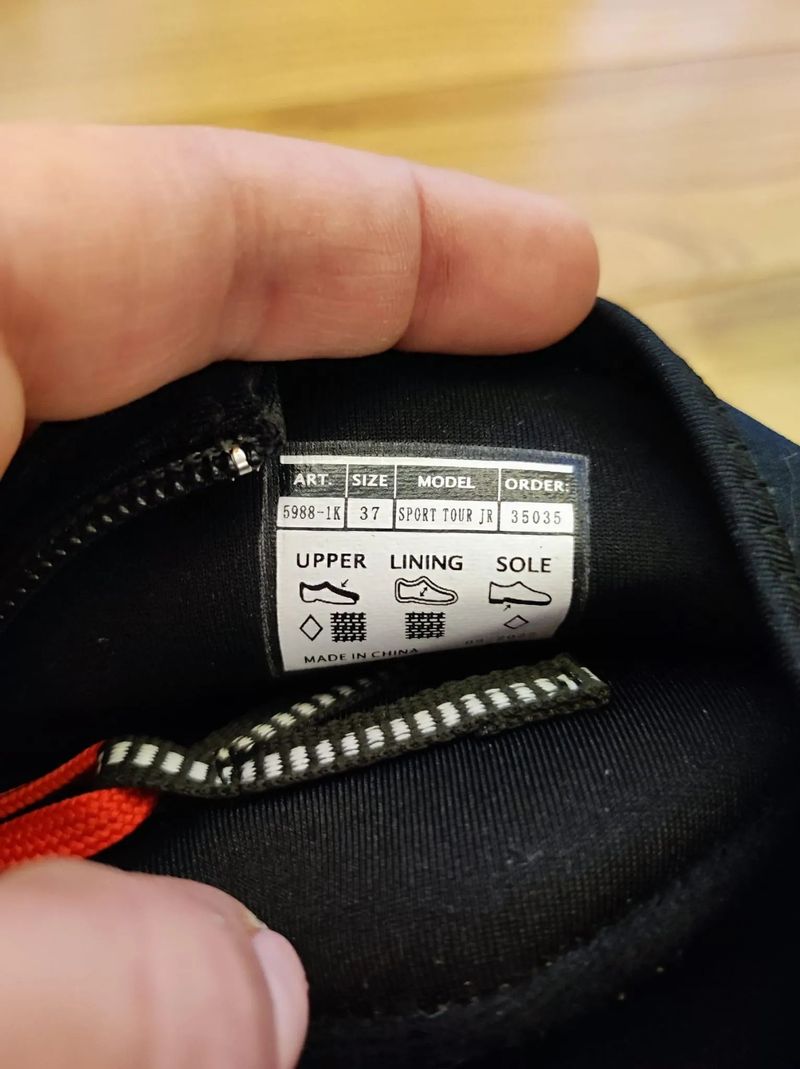 ART. SIZE MODEL ORDER:
5988-1K 37 SPORT TOUR JR 35035
UPPER LINING SOLE
MADE IN CHINA